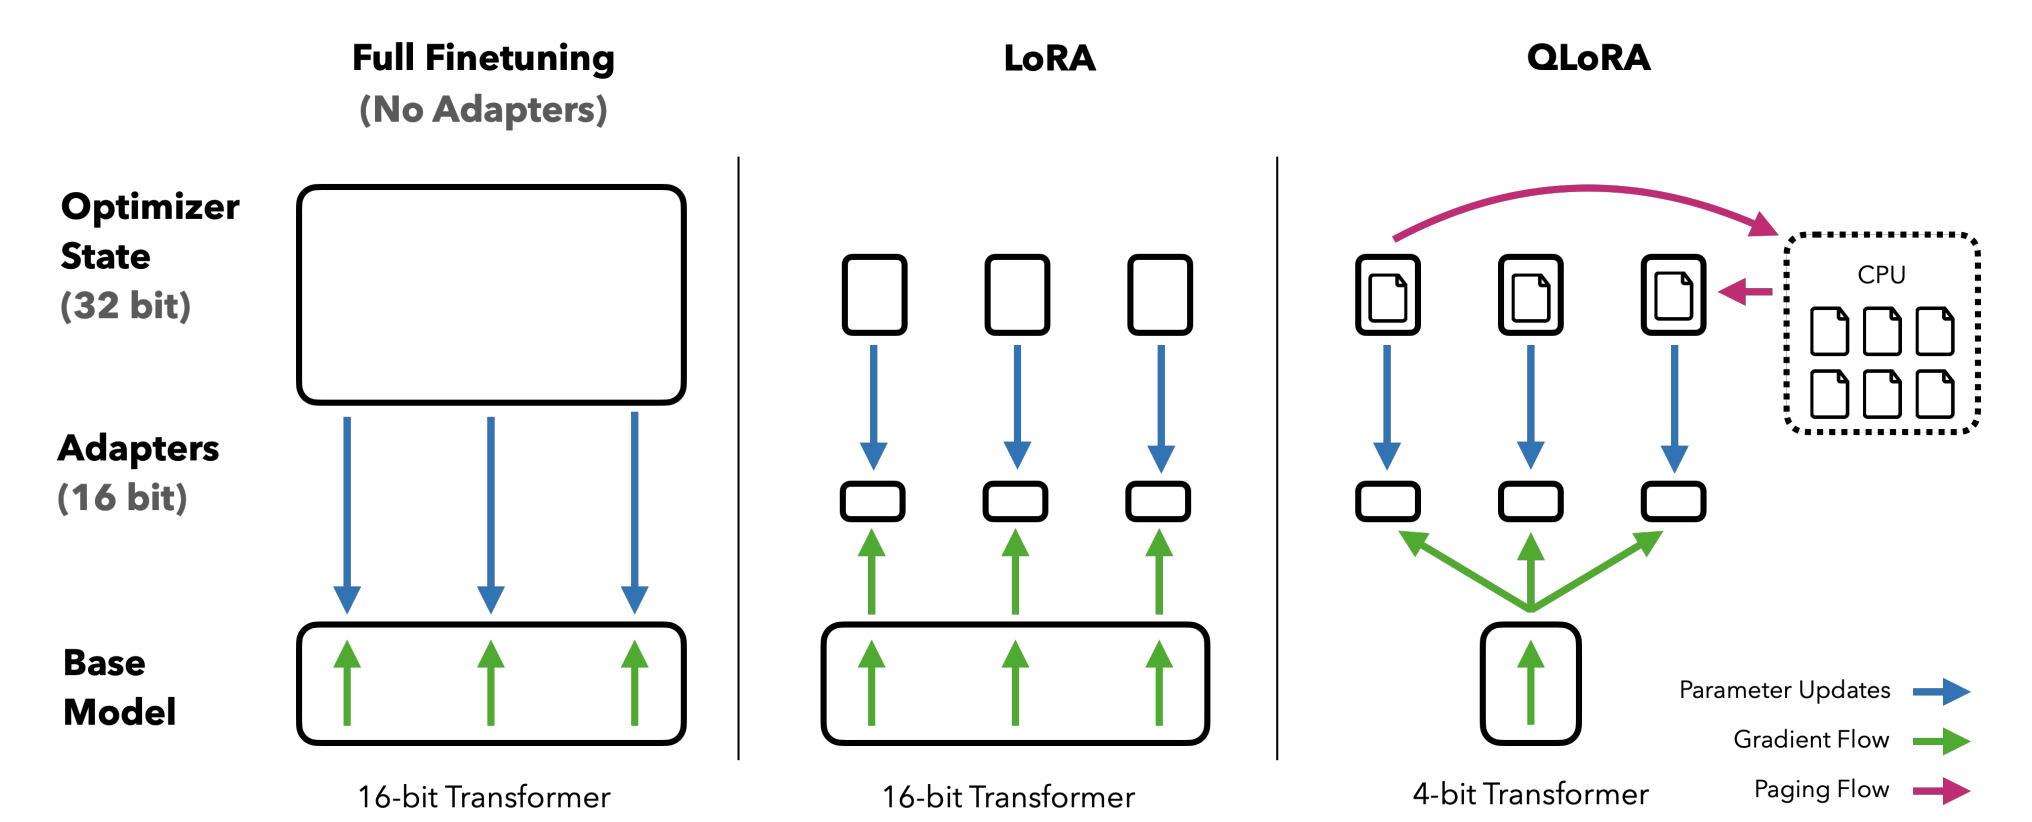 Full Finetuning
(No Adapters)
LoRA
QLoRA
Optimizer
State
(32 bit)
CPU
Adapters
(16 bit)
Base
Model
Parameter Updates
Gradient Flow
Paging Flow
16-bit Transformer
16-bit Transformer
4-bit Transformer